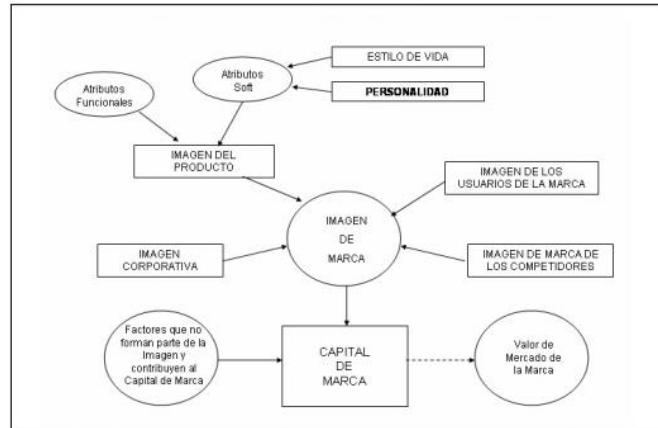 ESTILO DE VIDA
Atributos
Soft
PERSONALIDAD
Atributos
Funcionales
IMAGEN DEL
PRODUCTO
IMAGEN DE LOS
USUARIOS DE LA MARCA
IMAGEN
DE
MARCA
IMAGEN
CORPORATIVA
IMAGEN DE MARCA DE
LOS COMPETIDORES
Factores que no
forman parte de la
Imagen y
contribuyen al
Capital de Marca
CAPITAL
DE
MARCA
Valor de
Mercado de
la Marca